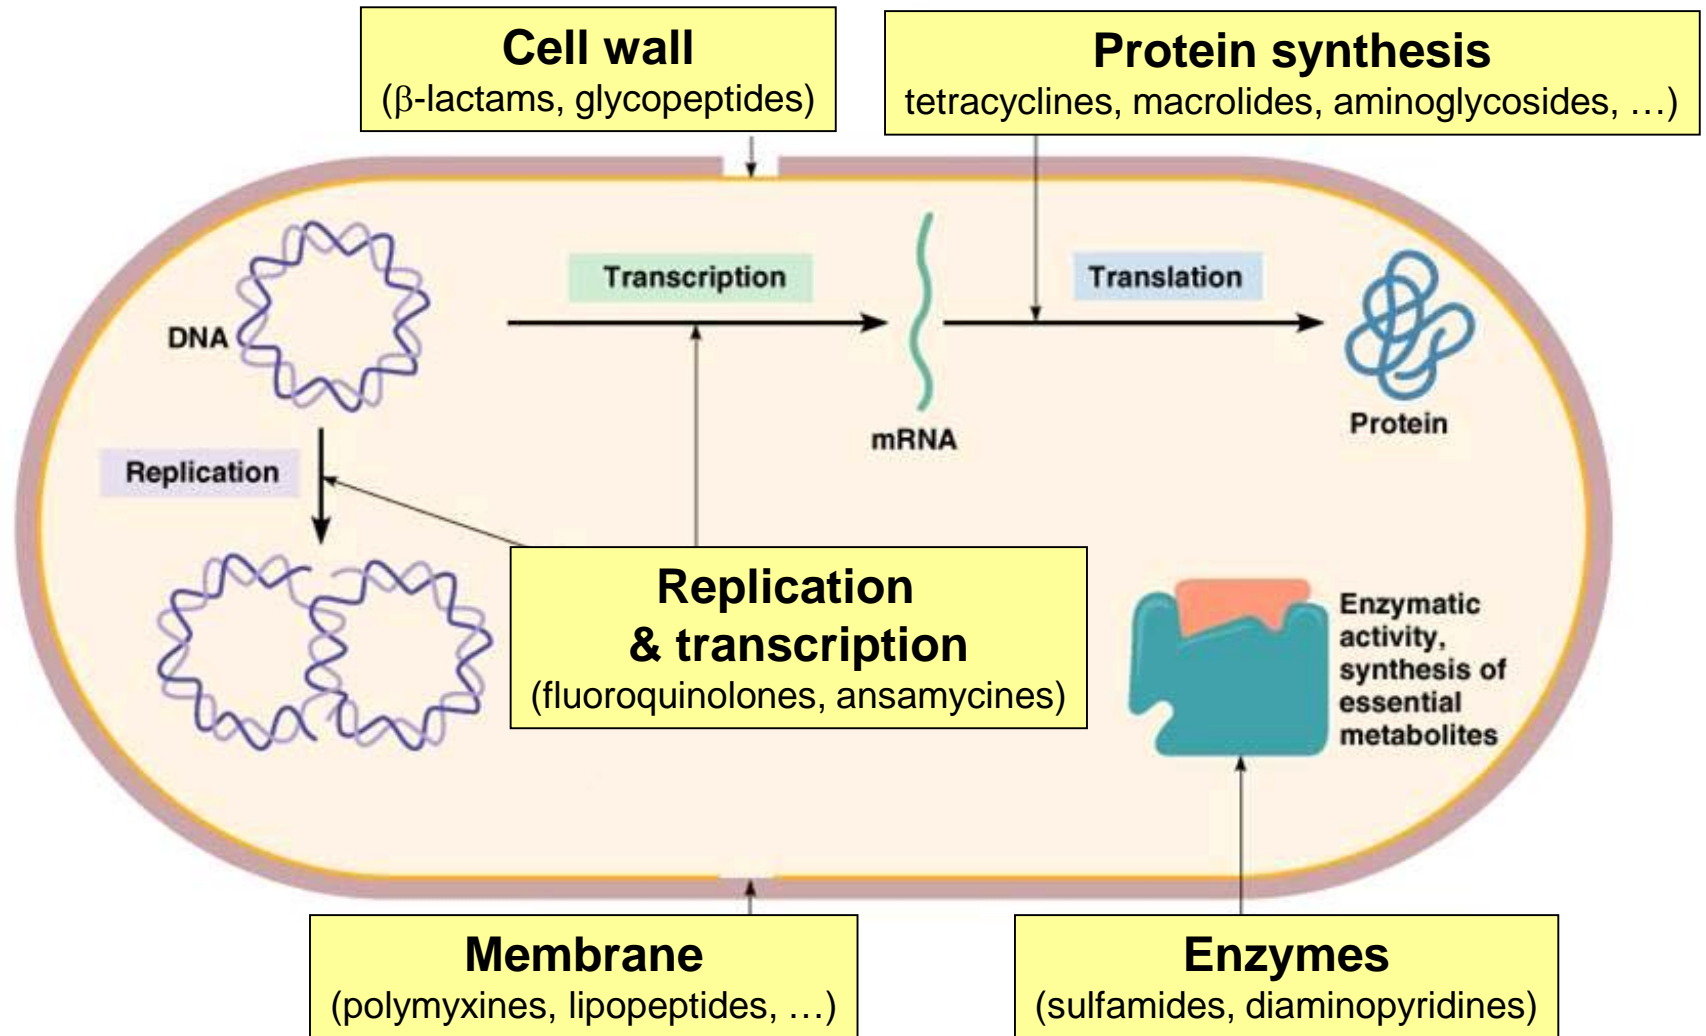 Cell wall
(β-lactams, glycopeptides)
Protein synthesis
tetracyclines, macrolides, aminoglycosides, …)
Transcription
Translation
DNA
mRNA
Protein
Replication
Replication
& transcription
(fluoroquinolones, ansamycines)
Enzymatic
activity,
synthesis of
essential
metabolites
Membrane
(polymyxines, lipopeptides, …)
Enzymes
(sulfamides, diaminopyridines)